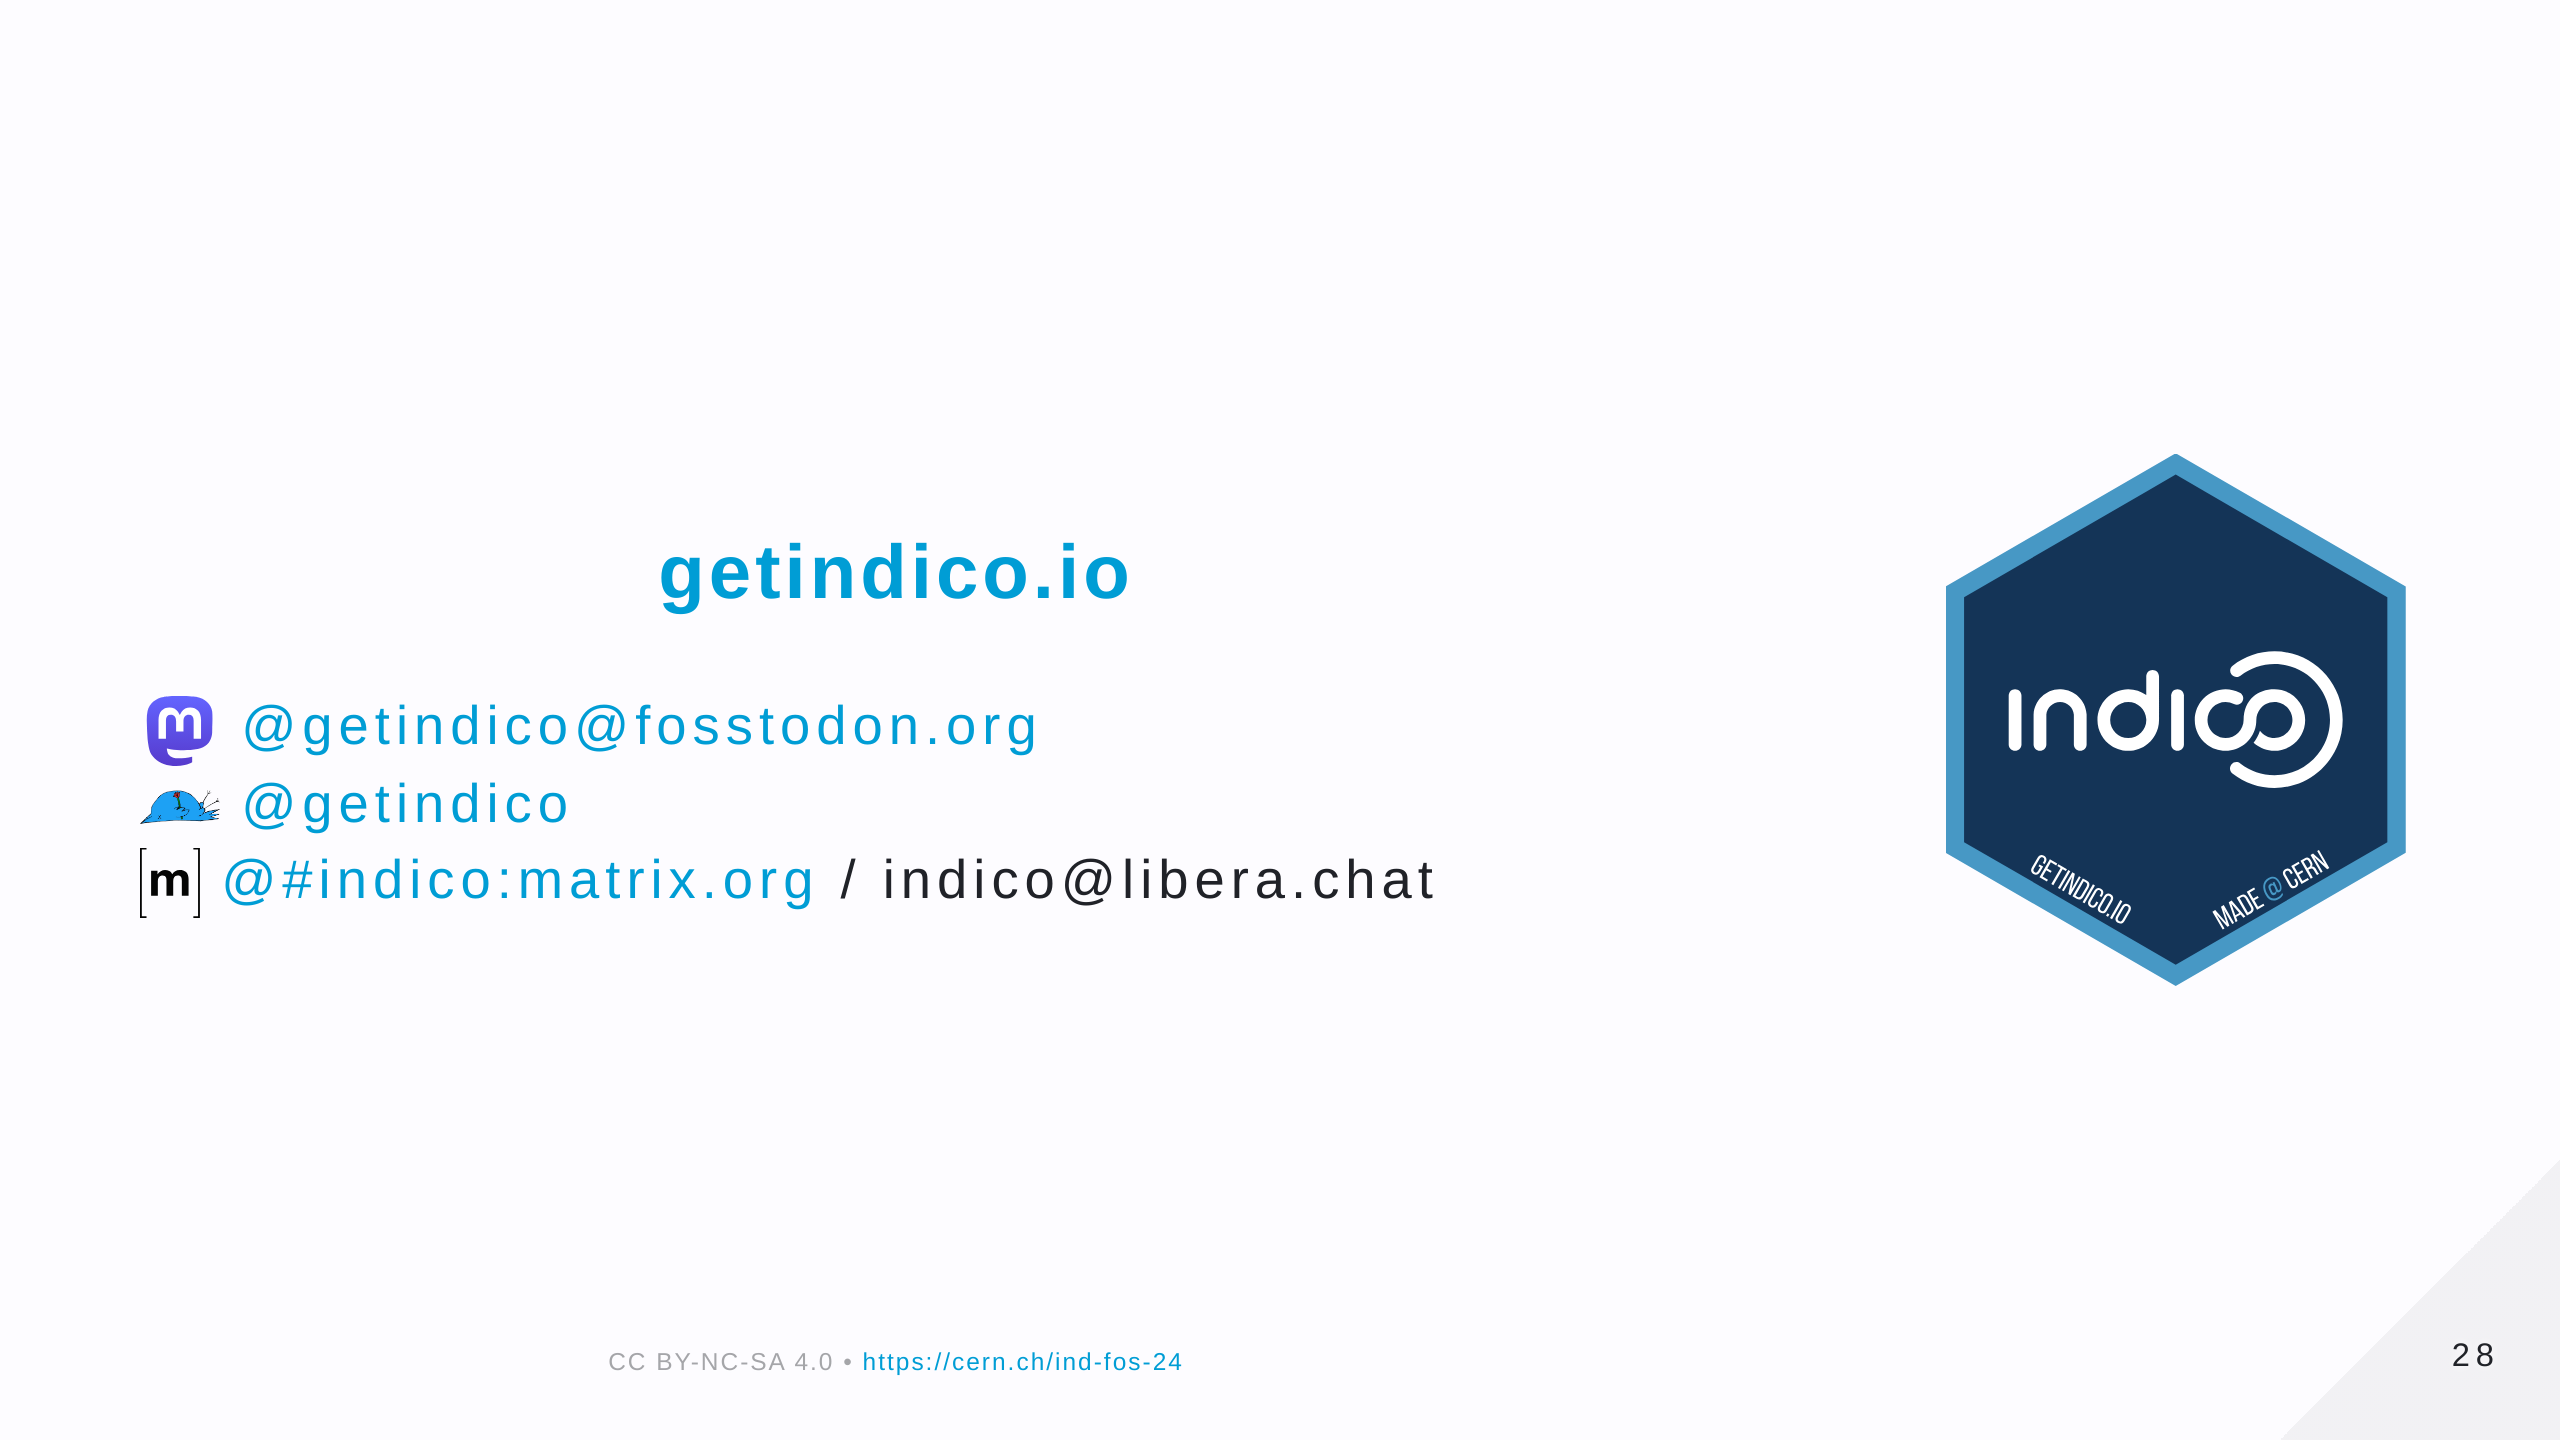 getindico.io
@getindico@fosstodon.org
@getindico
[m] @#indico:matrix.org / indico@libera.chat
indico
GETINDICO.IO
MADE @ CERN
CC BY-NC-SA 4.0 • https://cern.ch/ind-fos-24
28